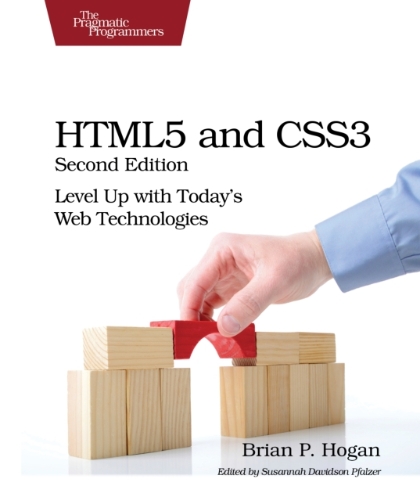 The
Pragmatic
Programmers
HTML5 and CSS3
Second Edition
Level Up with Today's
Web Technologies
Brian P. Hogan
Edited by Susannah Davidson Pfalzer